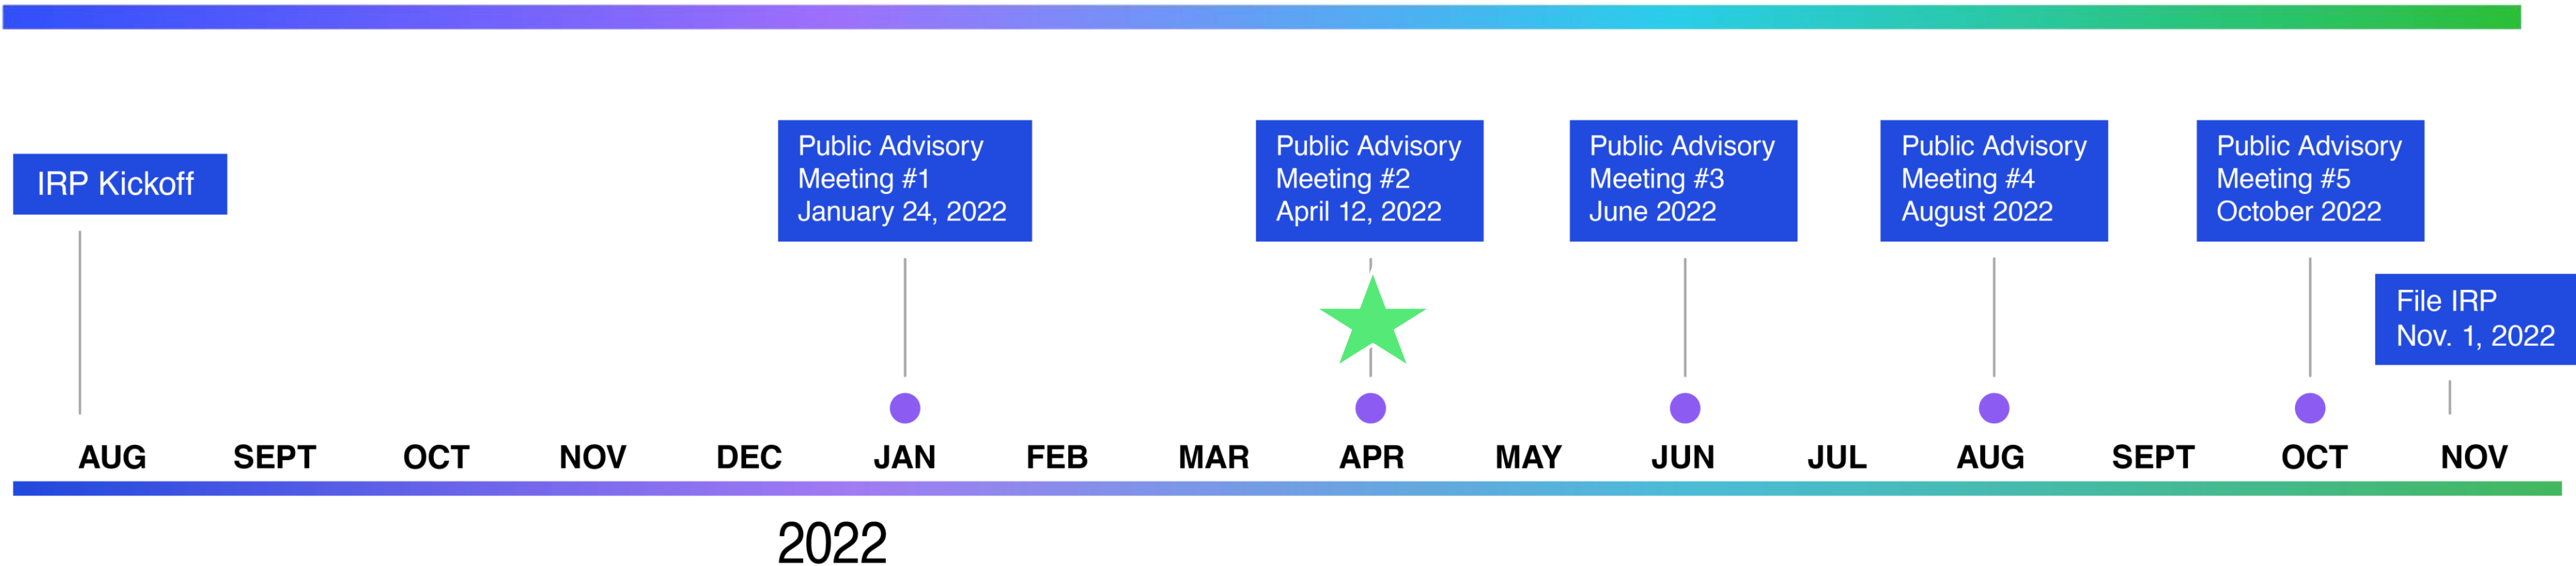 IRP Kickoff
Public Advisory
Meeting #1
January 24, 2022
Public Advisory
Meeting #2
April 12, 2022
Public Advisory
Meeting #3
June 2022
Public Advisory
Meeting #4
August 2022
Public Advisory
Meeting #5
October 2022
File IRP
Nov. 1, 2022
AUG SEPT OCT NOV DEC JAN FEB MAR APR MAY JUN JUL AUG SEPT OCT NOV
2022